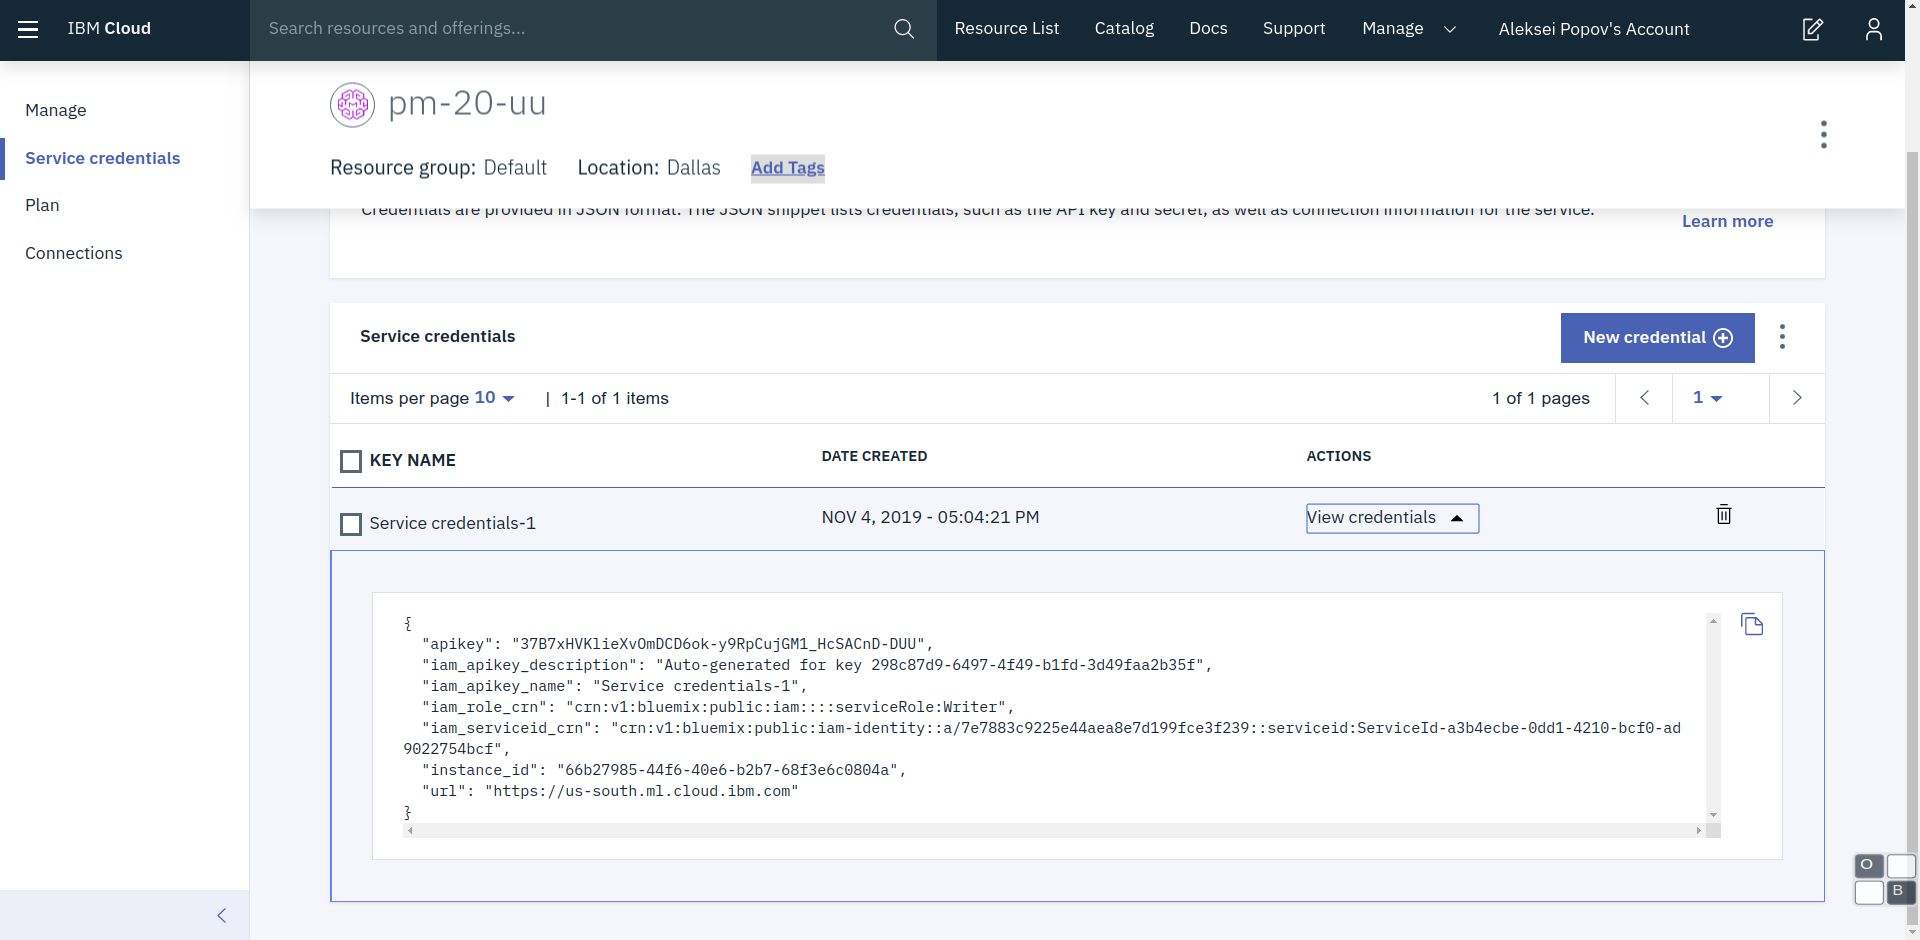 IBM Cloud
Search resources and offerings...
Resource List
Catalog
Docs
Support
Manage
Aleksei Popov's Account
Manage
Service credentials
Plan
Connections
pm-20-uu
Resource group: Default
Location: Dallas
Add Tags
Credentials are provided in JSON format. The JSON snippet lists credentials, such as the API key and secret, as well as connection information for the service.
Learn more
Service credentials
New credential
Items per page 10 | 1-1 of 1 items
1 of 1 pages
1
KEY NAME
DATE CREATED
ACTIONS
Service credentials-1
NOV 4, 2019 - 05:04:21 PM
View credentials
{
"apikey": "37B7xHVKlieXvOmDCD6ok-y9RpCujGM1_HcSACnD-DUU",
"iam_apikey_description": "Auto-generated for key 298c87d9-6497-4f49-b1fd-3d49faa2b35f",
"iam_apikey_name": "Service credentials-1",
"iam_role_crn": "crn:v1:bluemix:public:iam::::serviceRole:Writer",
"iam_serviceid_crn": "crn:v1:bluemix:public:iam-identity::a/7e7883c9225e44aea8e7d199fce3f239::serviceid:ServiceId-a3b4ecbe-0dd1-4210-bcf0-ad
9022754bcf",
"instance_id": "66b27985-44f6-40e6-b2b7-68f3e6c0804a",
"url": "https://us-south.ml.cloud.ibm.com"
}
O
B